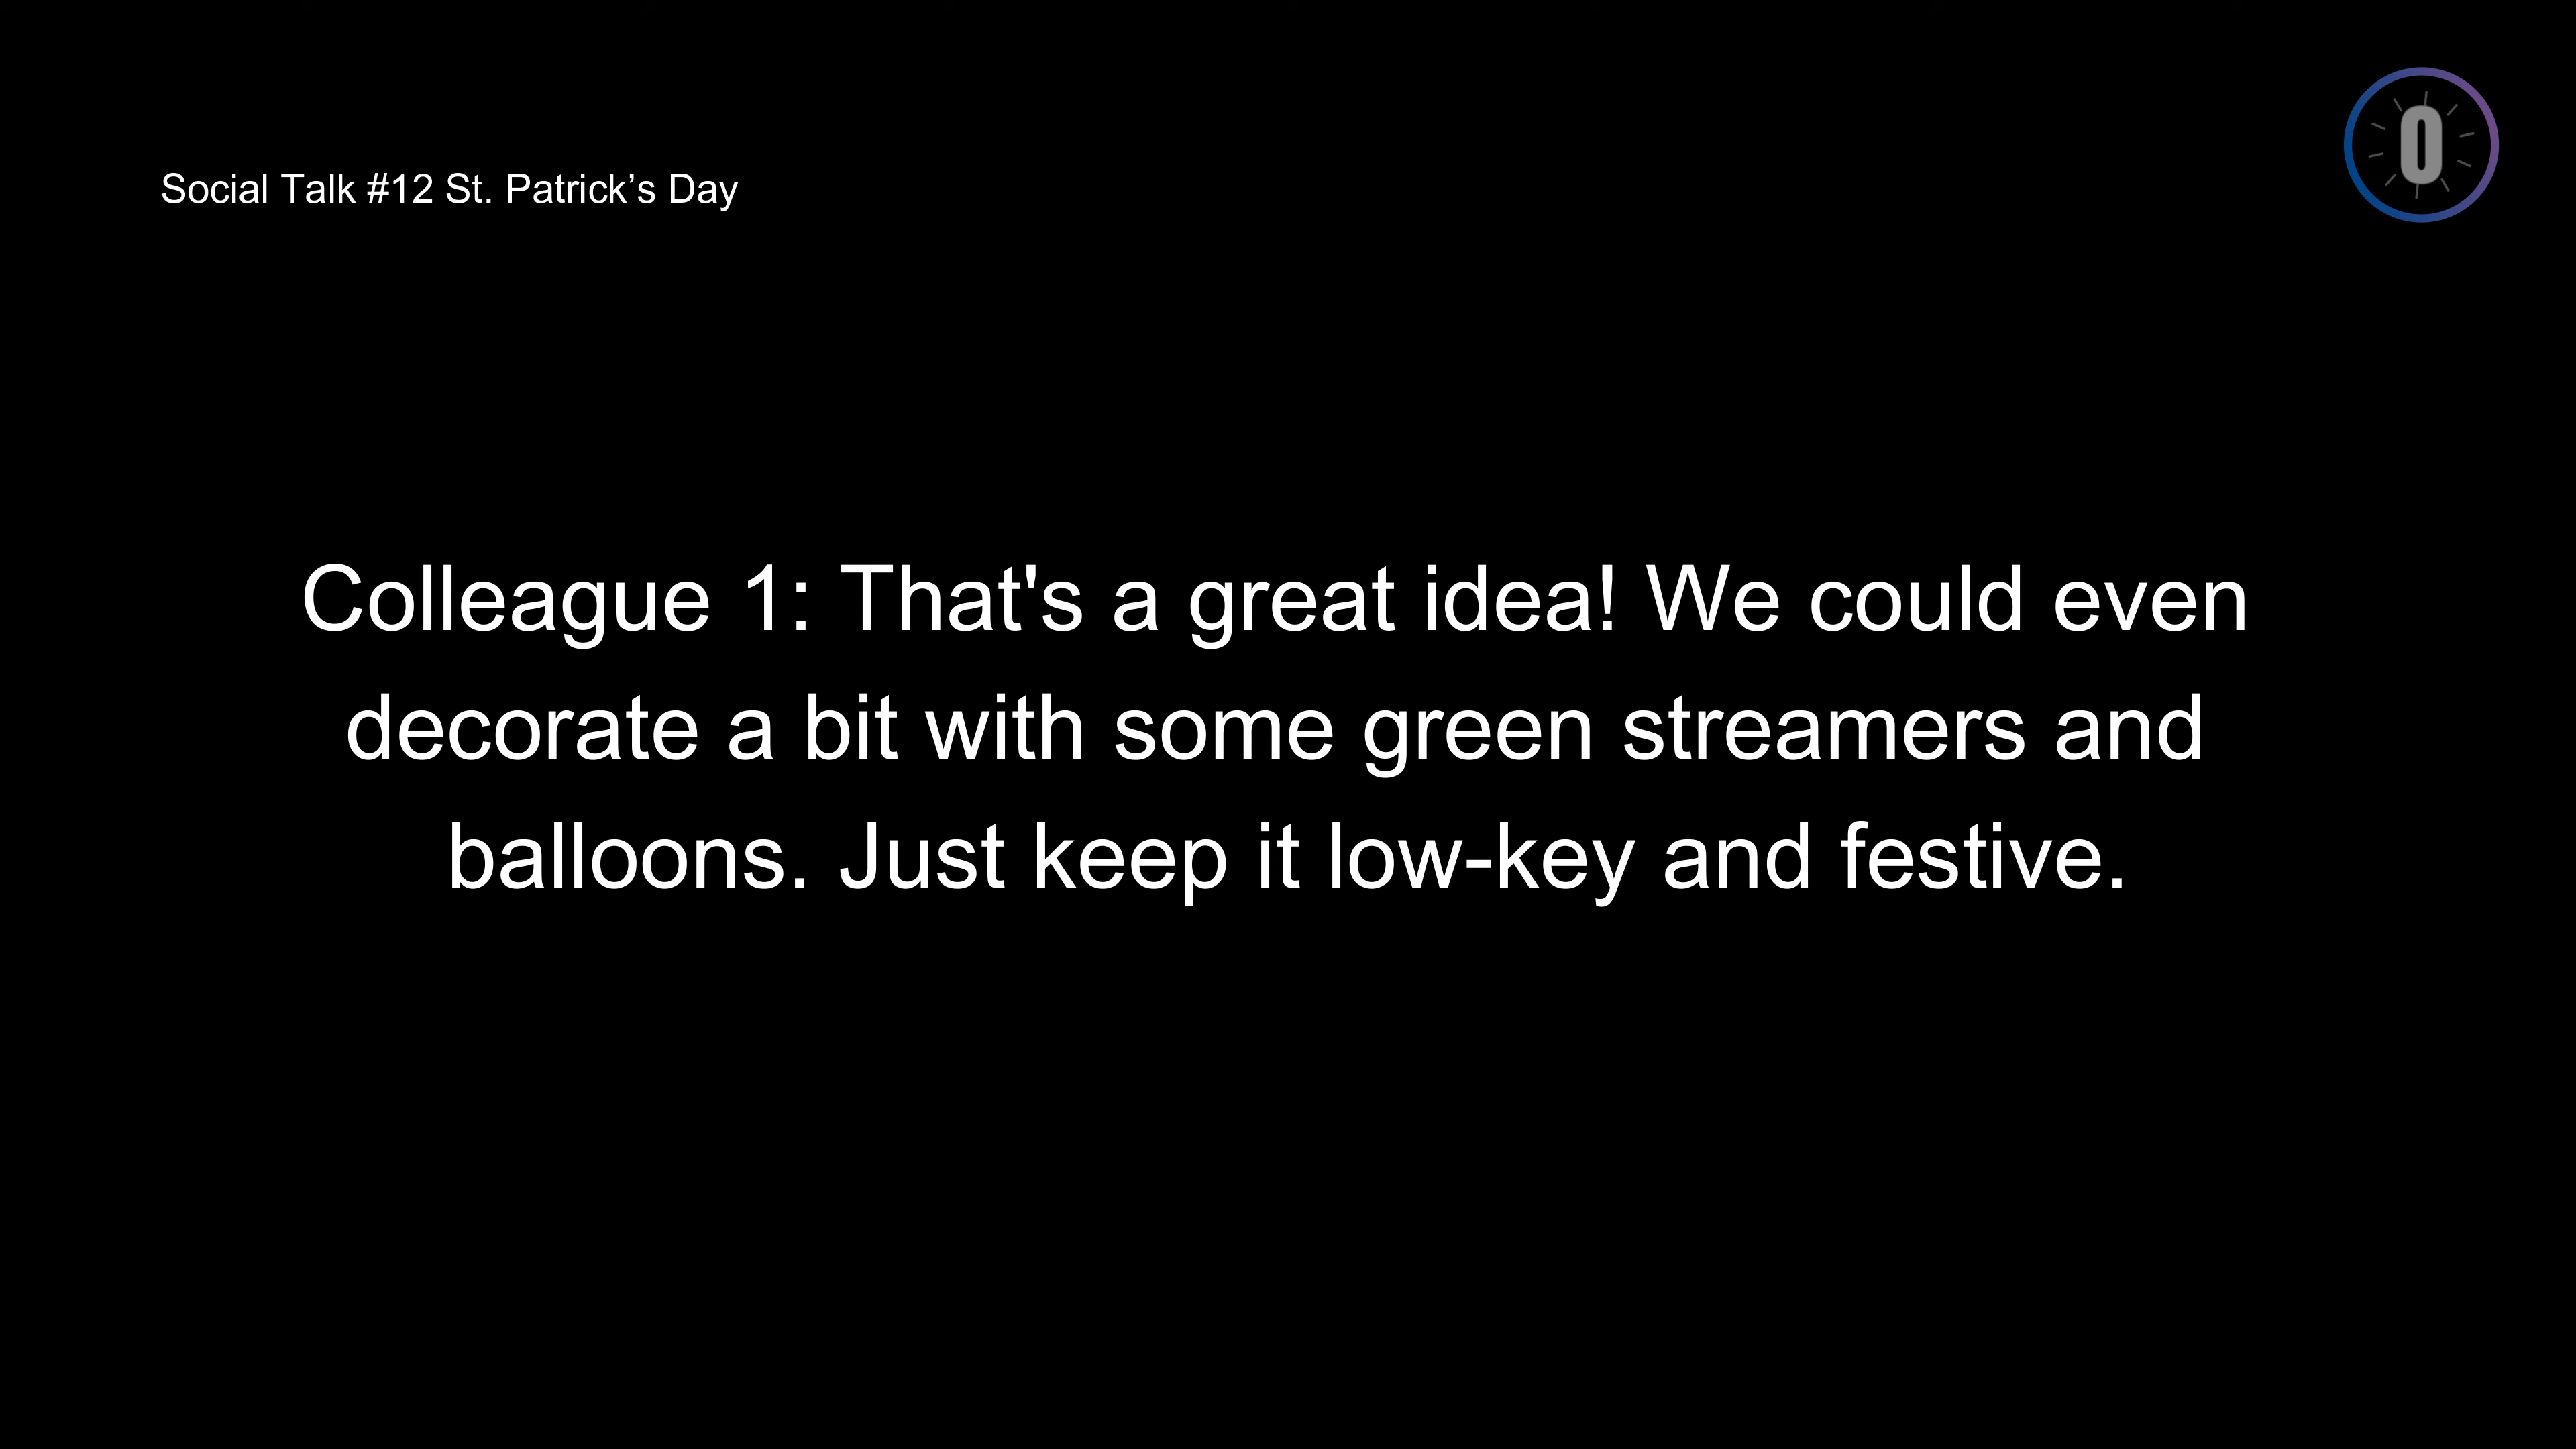 Social Talk #12 St. Patrick’s Day
0
Colleague 1: That's a great idea! We could even
decorate a bit with some green streamers and
balloons. Just keep it low-key and festive.